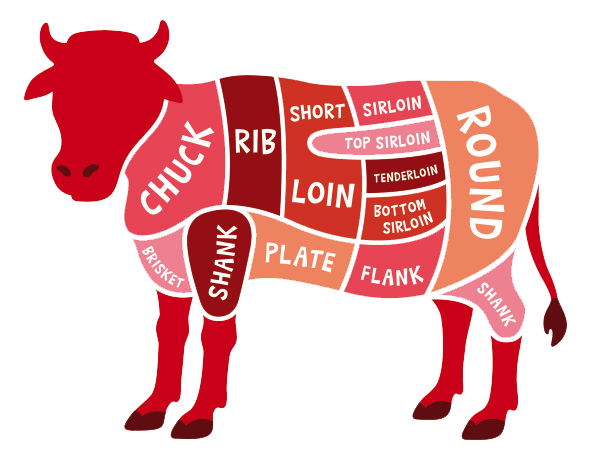 CHUCK
RIB
SHORT
LOIN
SIRLOIN
TOP SIRLOIN
TENDERLOIN
BOTTOM
SIRLOIN
ROUND
BRISKET
SHANK
PLATE
FLANK
SHANK